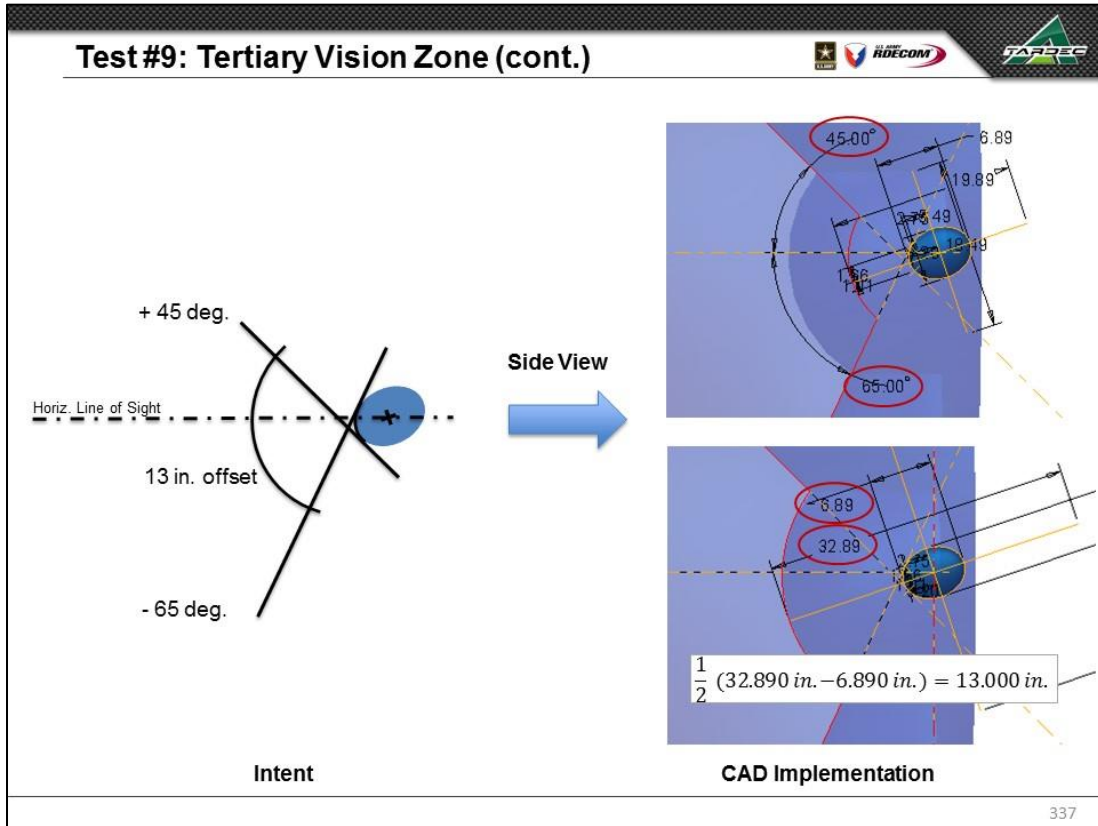 Test #9: Tertiary Vision Zone (cont.)
U.S. ARMY
RDECOM
TARDEC
+ 45 deg.
Horiz. Line of Sight
13 in. offset
- 65 deg.
Side View
45.00°
6.89
19.89
18.49
65.00°
6.89
32.89
1/2 (32.890 in.−6.890 in.) = 13.000 in.
Intent
CAD Implementation
337